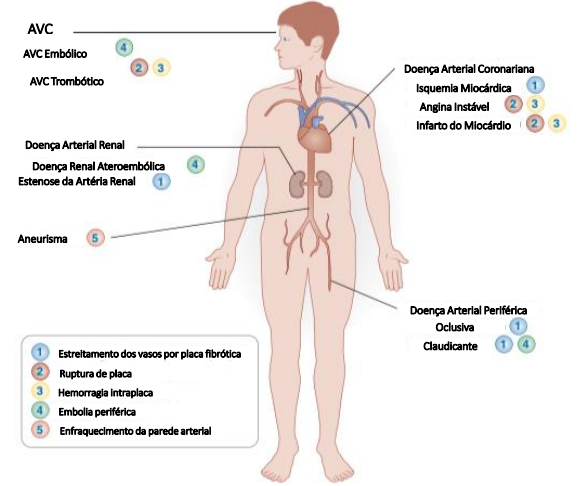 AVC
AVC Embólico 4
2 3
AVC Trombótico
Doença Arterial Renal
Doença Renal Ateroembólica 4
Estenose da Artéria Renal 1
Aneurisma 5
Doença Arterial Coronariana
Isquemia Miocárdica 1
Angina Instável 2 3
Infarto do Miocárdio 2 3
Doença Arterial Periférica
Oclusiva 1
Claudicante 1 4
1 Estreitamento dos vasos por placa fibrótica
2 Ruptura de placa
3 Hemorragia intraplaca
4 Embolia periférica
5 Enfraquecimento da parede arterial